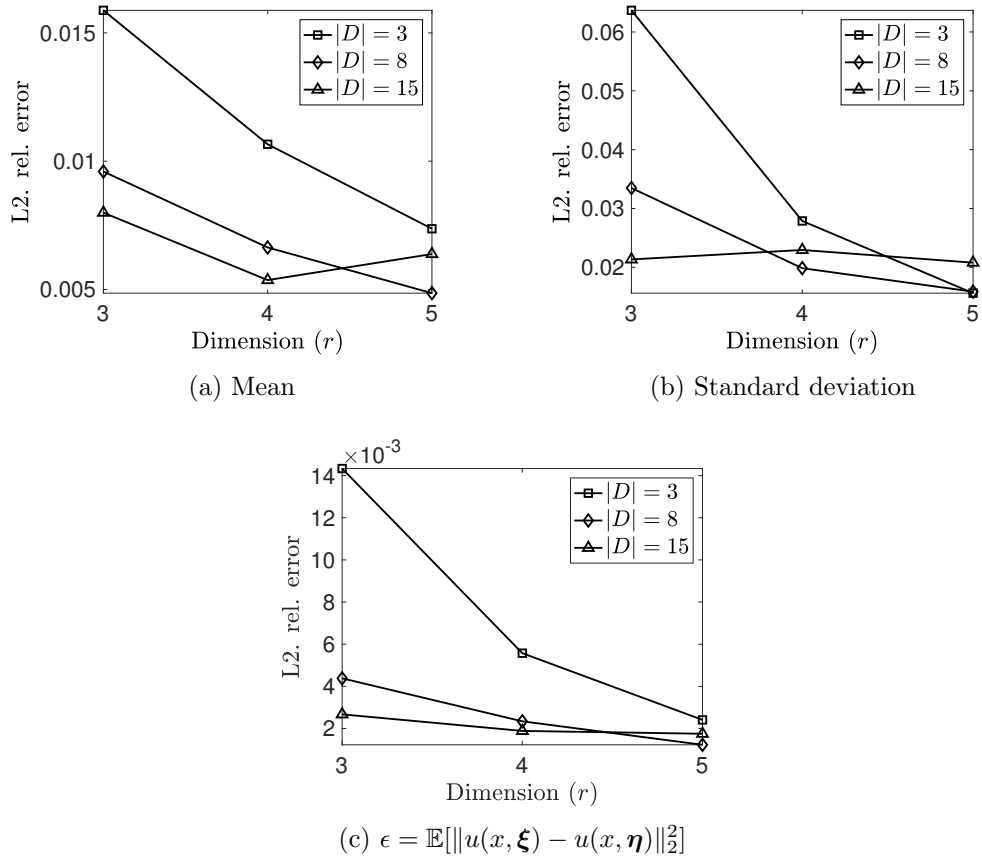 0.015
0.01
0.005
L2. rel. error
|D| = 3
|D| = 8
|D| = 15
3
4
5
Dimension (r)
(a) Mean
0.06
0.05
0.04
0.03
0.02
L2. rel. error
|D| = 3
|D| = 8
|D| = 15
3
4
5
Dimension (r)
(b) Standard deviation
×10⁻³
14
12
10
8
6
4
2
L2. rel. error
|D| = 3
|D| = 8
|D| = 15
3
4
5
Dimension (r)
(c) ϵ = 𝔼[‖u(x, ξ) − u(x, η)‖²₂]